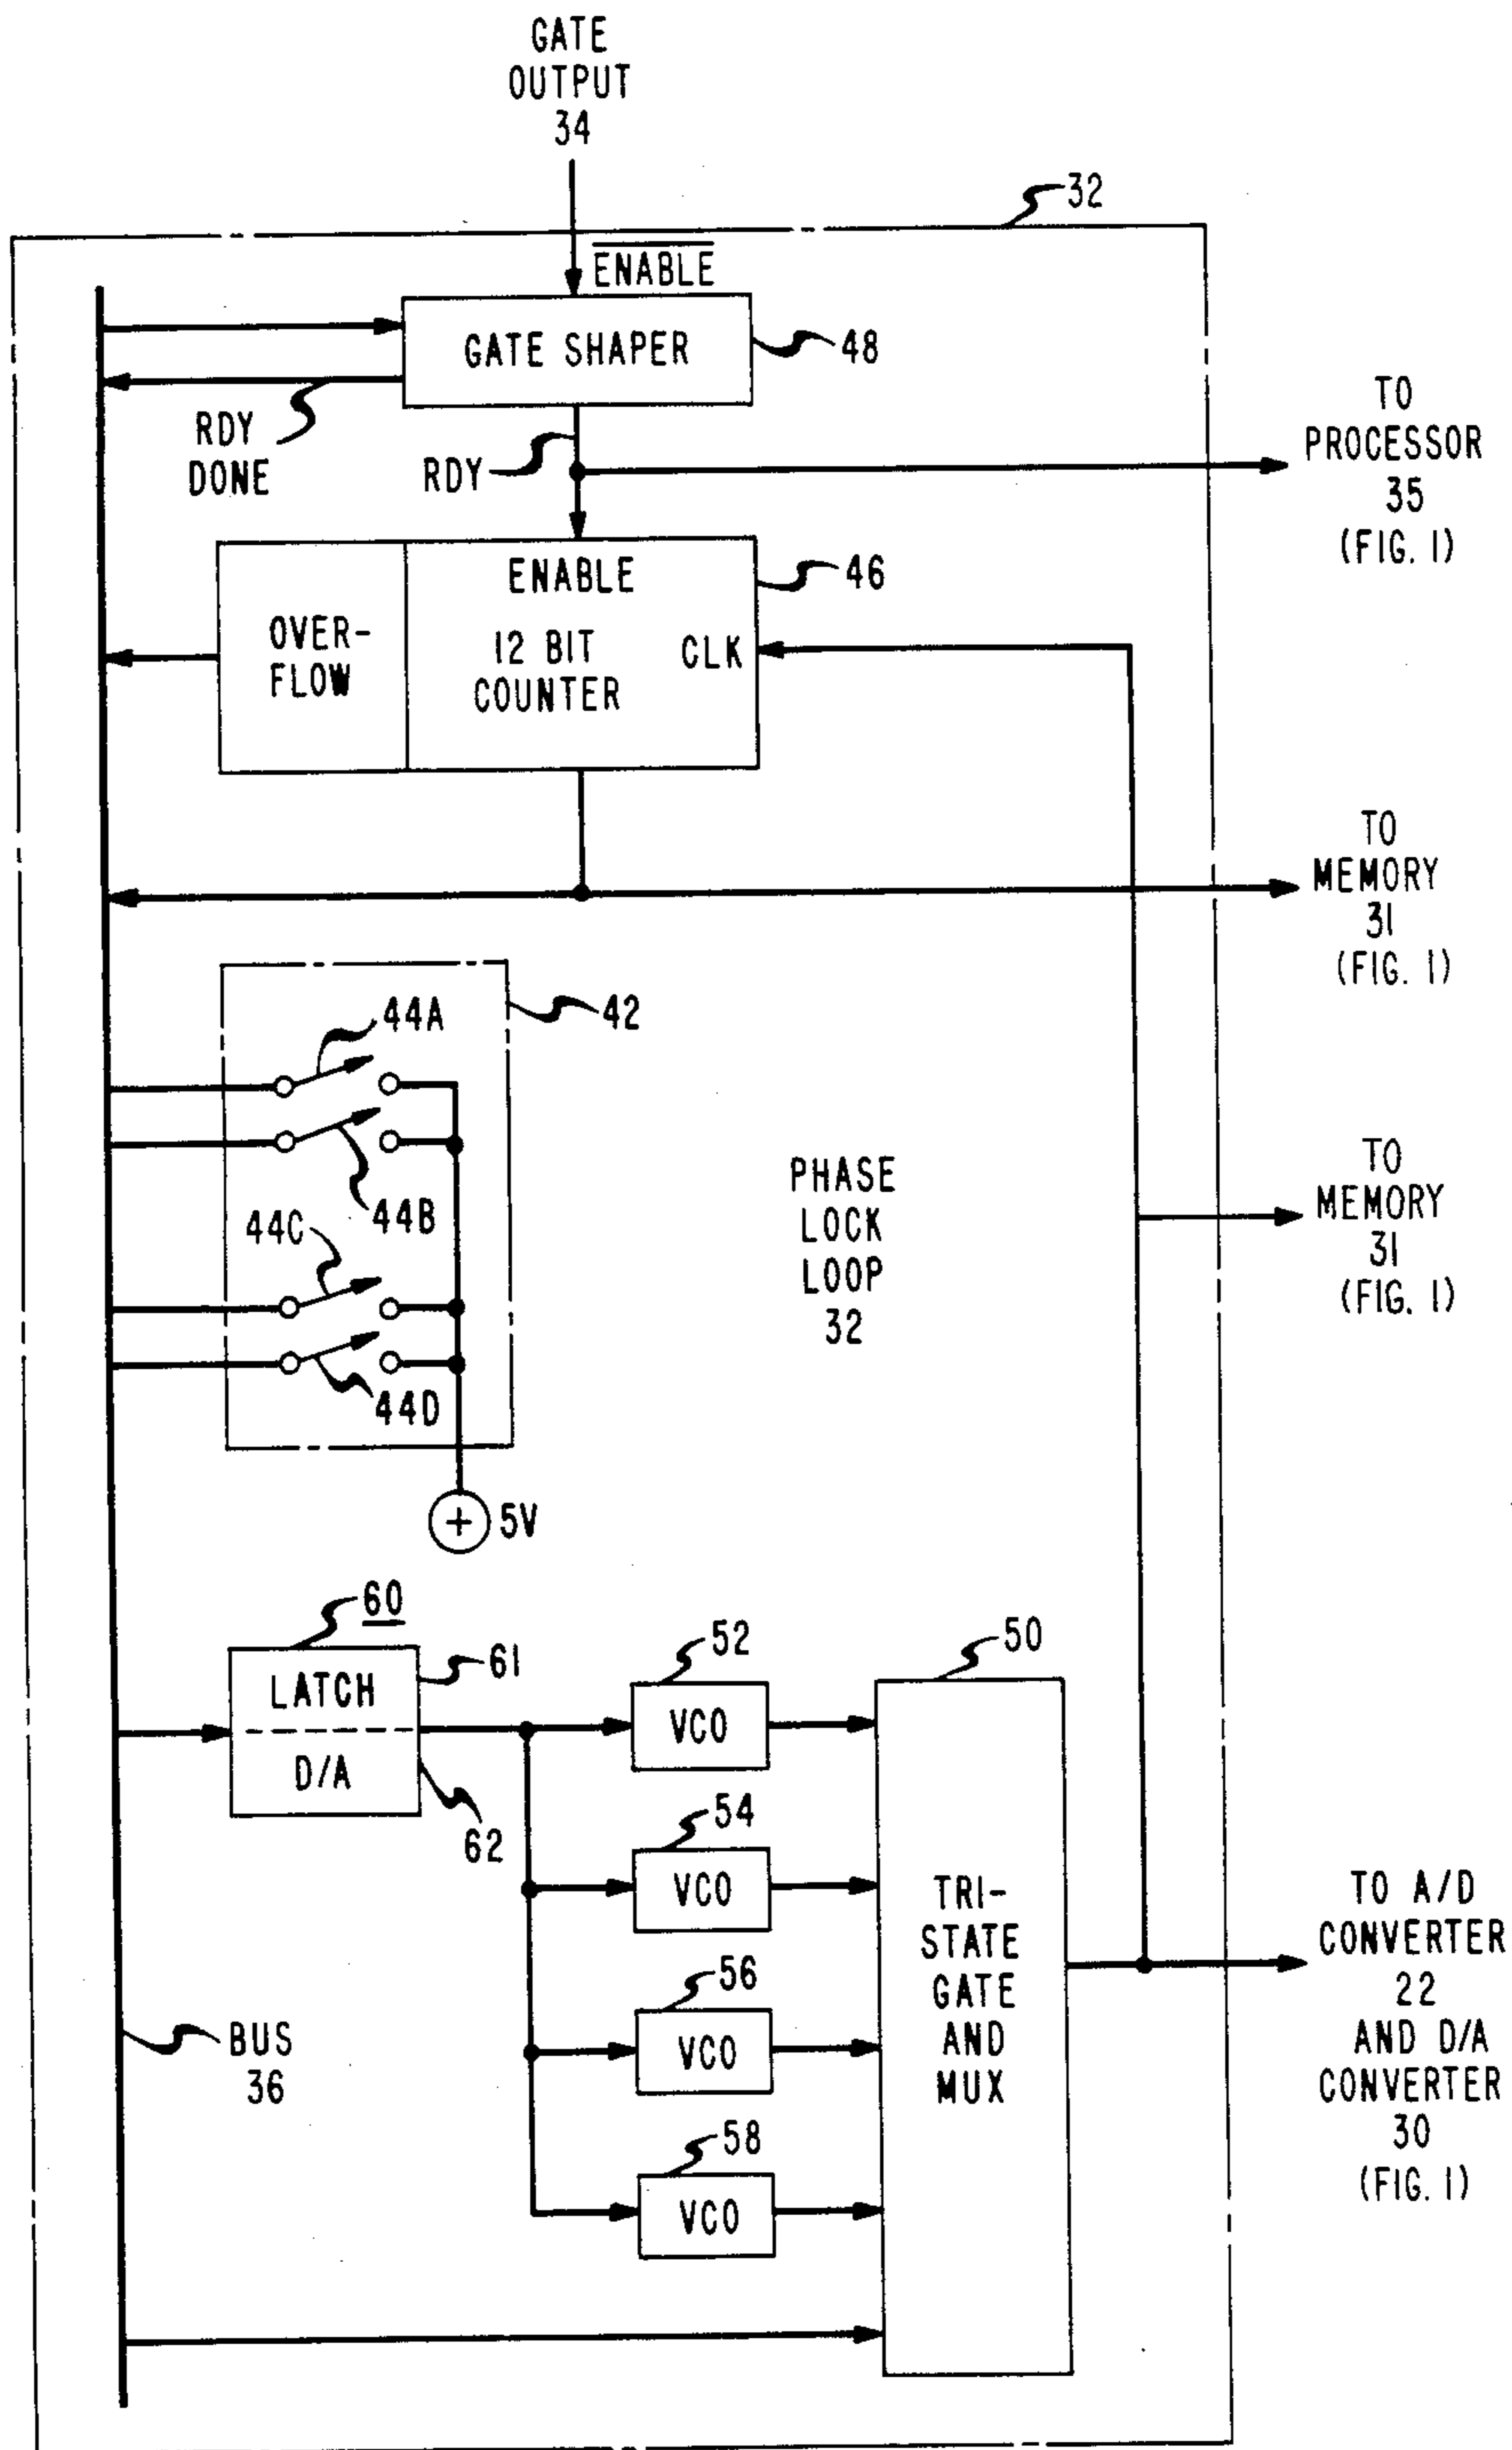 GATE
OUTPUT
34
32
ENABLE
GATE SHAPER
48
RDY
DONE
RDY
TO
PROCESSOR
35
(FIG. 1)
ENABLE
46
OVER-
FLOW
12 BIT
COUNTER
CLK
TO
MEMORY
31
(FIG. 1)
42
44A
44B
44C
44D
PHASE
LOCK
LOOP
32
TO
MEMORY
31
(FIG. 1)
+ 5V
60
LATCH
61
D/A
62
52
VCO
54
VCO
56
VCO
58
VCO
50
TRI-
STATE
GATE
AND
MUX
BUS
36
TO A/D
CONVERTER
22
AND D/A
CONVERTER
30
(FIG. 1)